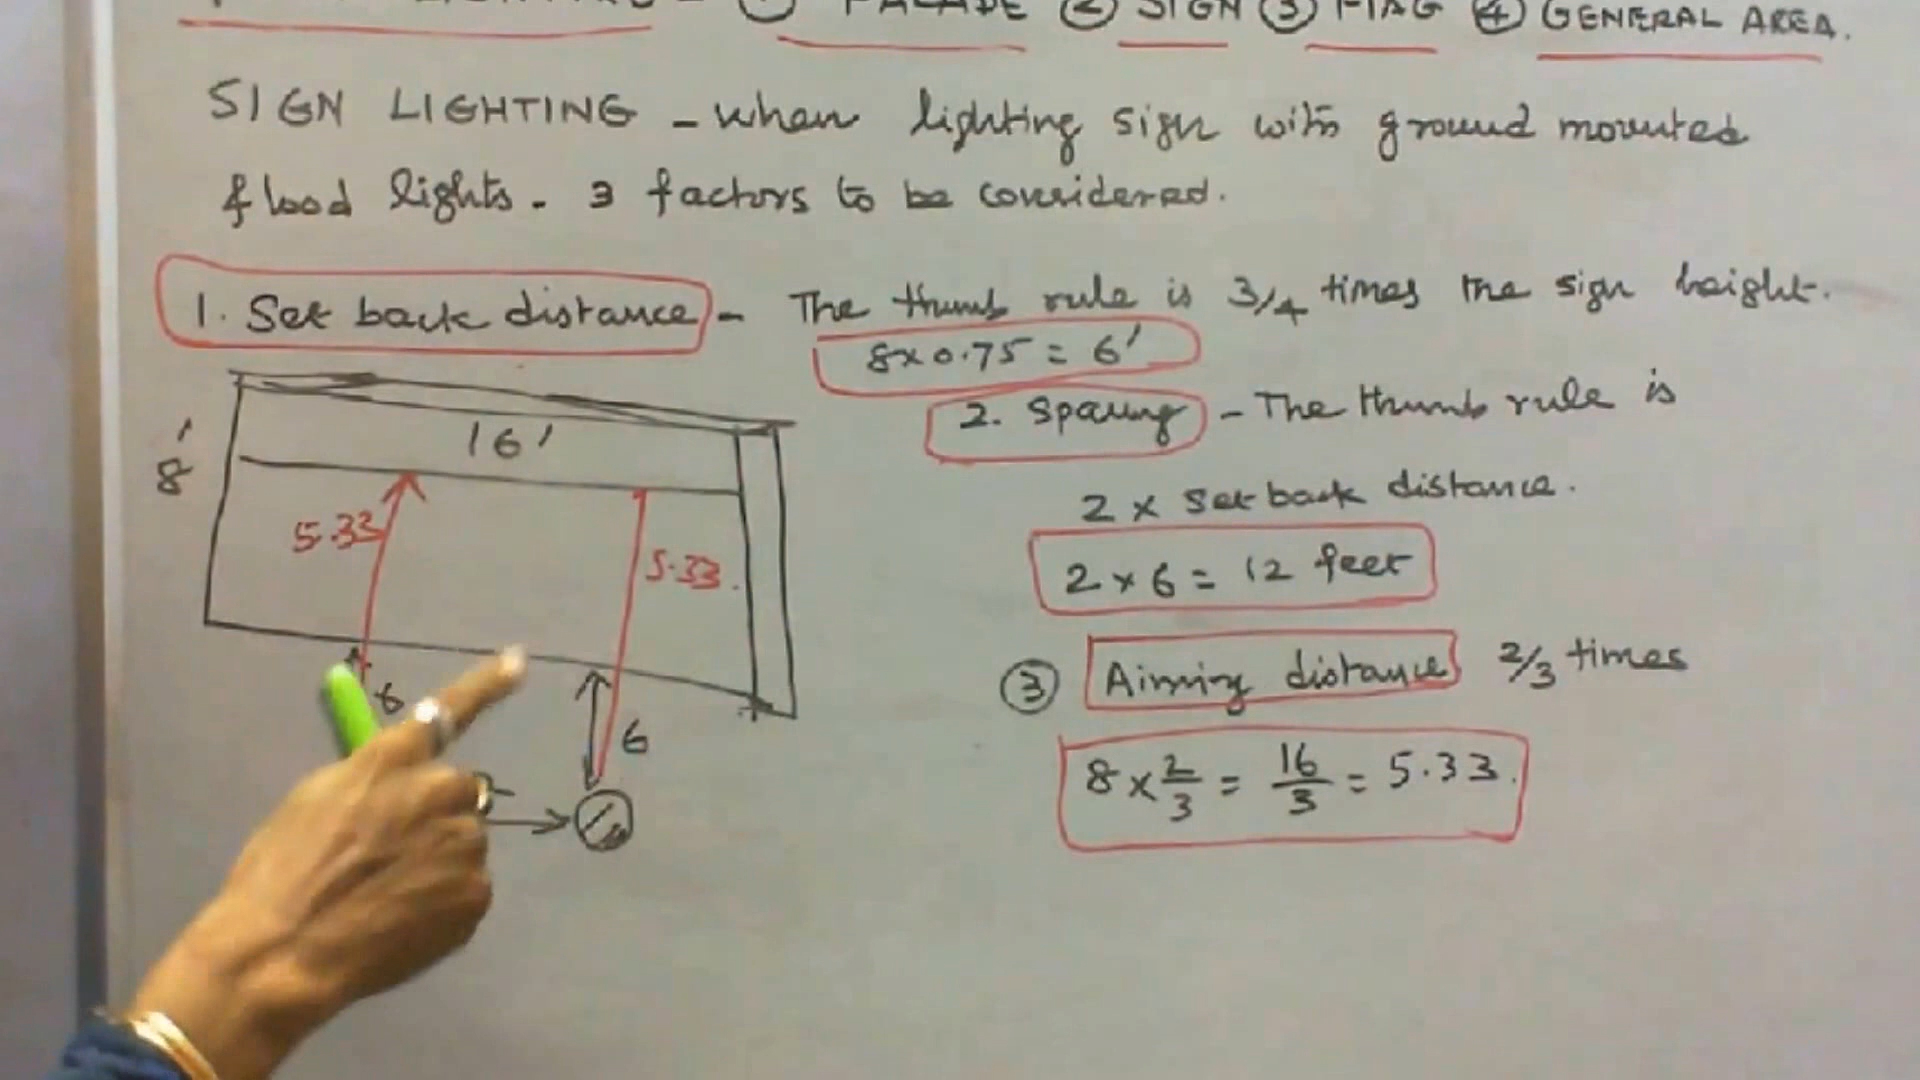 ① FACADE ② SIGN ③ FLAG ④ GENERAL AREA.
SIGN LIGHTING - when lighting sign with ground mounted
flood lights. 3 factors to be considered.
1. Set back distance - The thumb rule is 3/4 times the sign height.
8x0.75 = 6'
2. Spacing - The thumb rule is
2 x Set back distance.
2 x 6 = 12 feet
③ Aiming distance 2/3 times
8 x 2/3 = 16/3 = 5.33.
16'
8'
5.33
5.33.
6
6